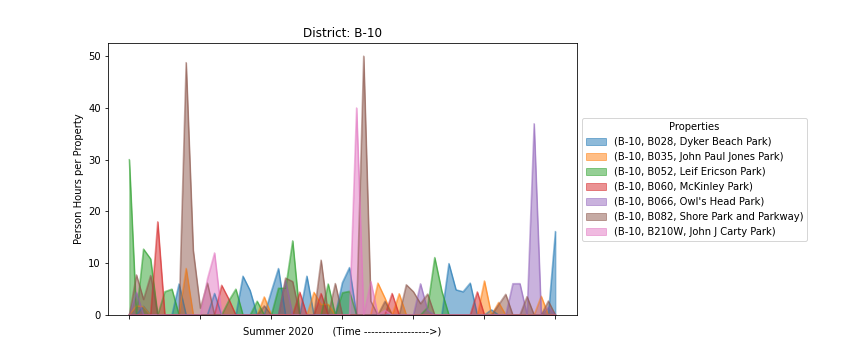 District: B-10
Person Hours per Property
50
40
30
20
10
0
Summer 2020 (Time ------------------>)
Properties
(B-10, B028, Dyker Beach Park)
(B-10, B035, John Paul Jones Park)
(B-10, B052, Leif Ericson Park)
(B-10, B060, McKinley Park)
(B-10, B066, Owl's Head Park)
(B-10, B082, Shore Park and Parkway)
(B-10, B210W, John J Carty Park)